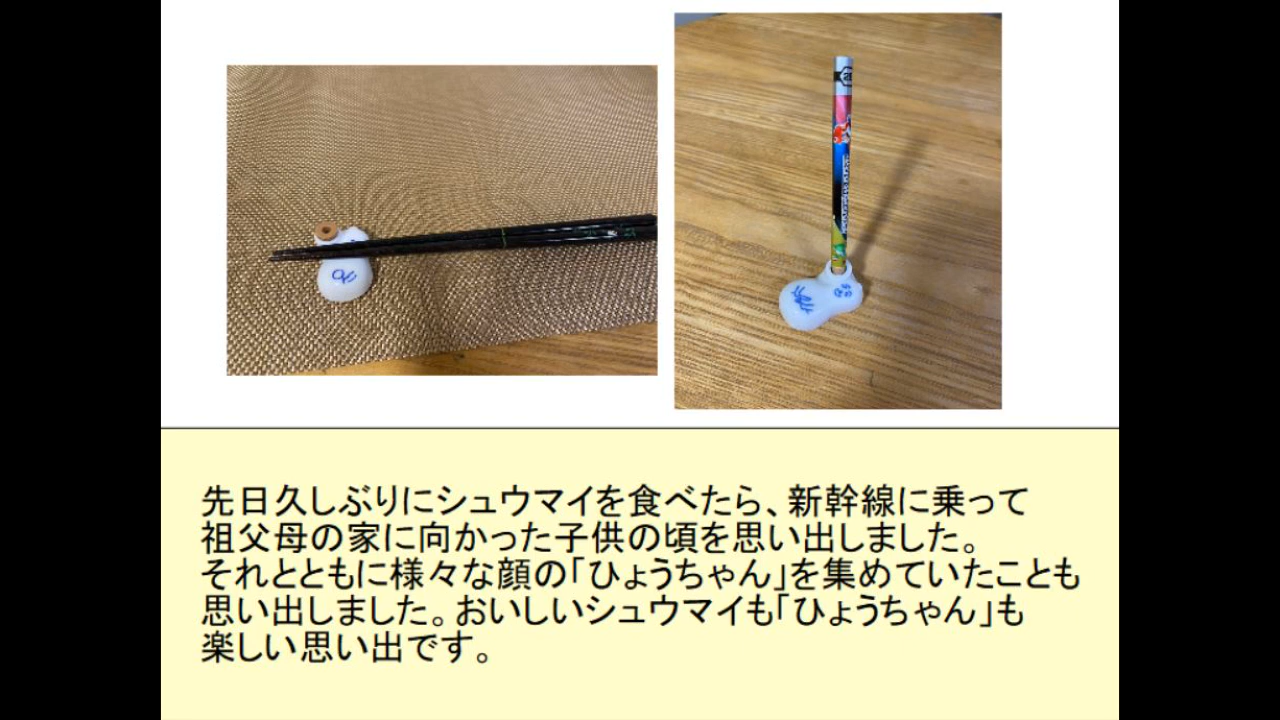 先日久しぶりにシュウマイを食べたら、新幹線に乗って
祖父母の家に向かった子供の頃を思い出しました。
それとともに様々な顔の「ひょうちゃん」を集めていたことも
思い出しました。おいしいシュウマイも「ひょうちゃん」も
楽しい思い出です。